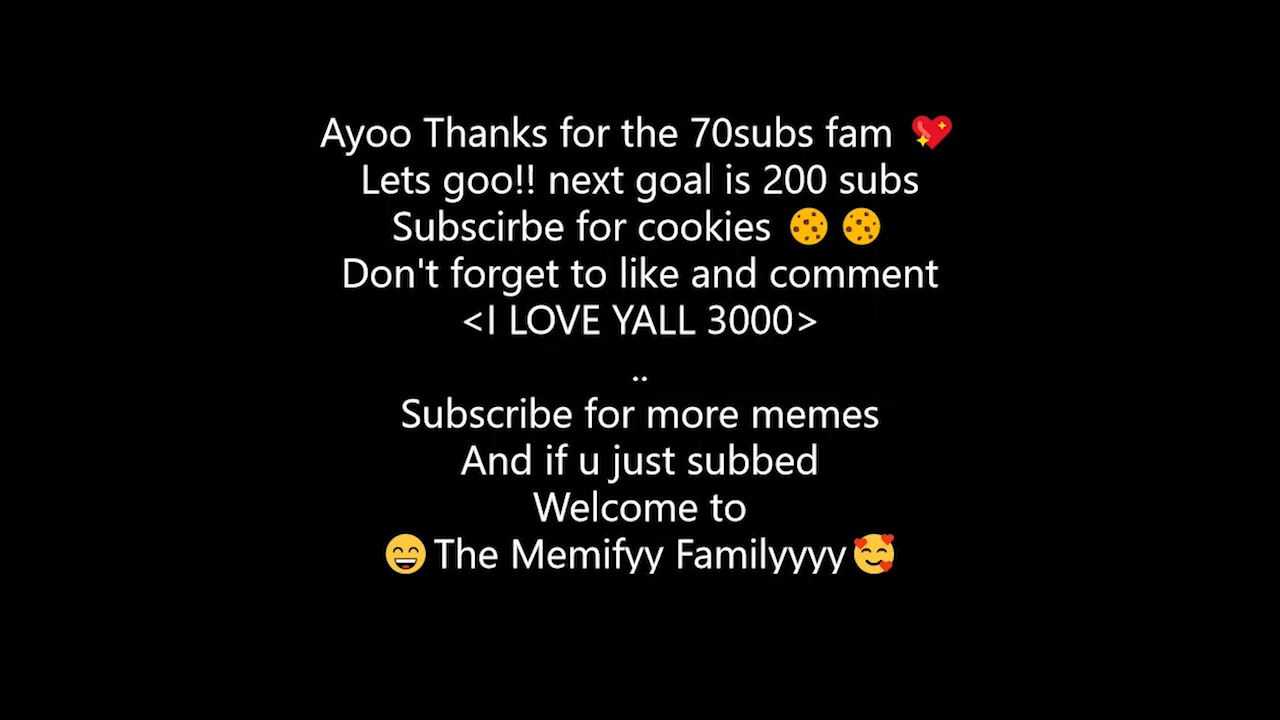 Ayoo Thanks for the 70subs fam 💖
Lets goo!! next goal is 200 subs
Subscirbe for cookies 🍪 🍪
Don't forget to like and comment
<I LOVE YALL 3000>
..
Subscribe for more memes
And if u just subbed
Welcome to
😄The Memifyy Familyyyy🥰